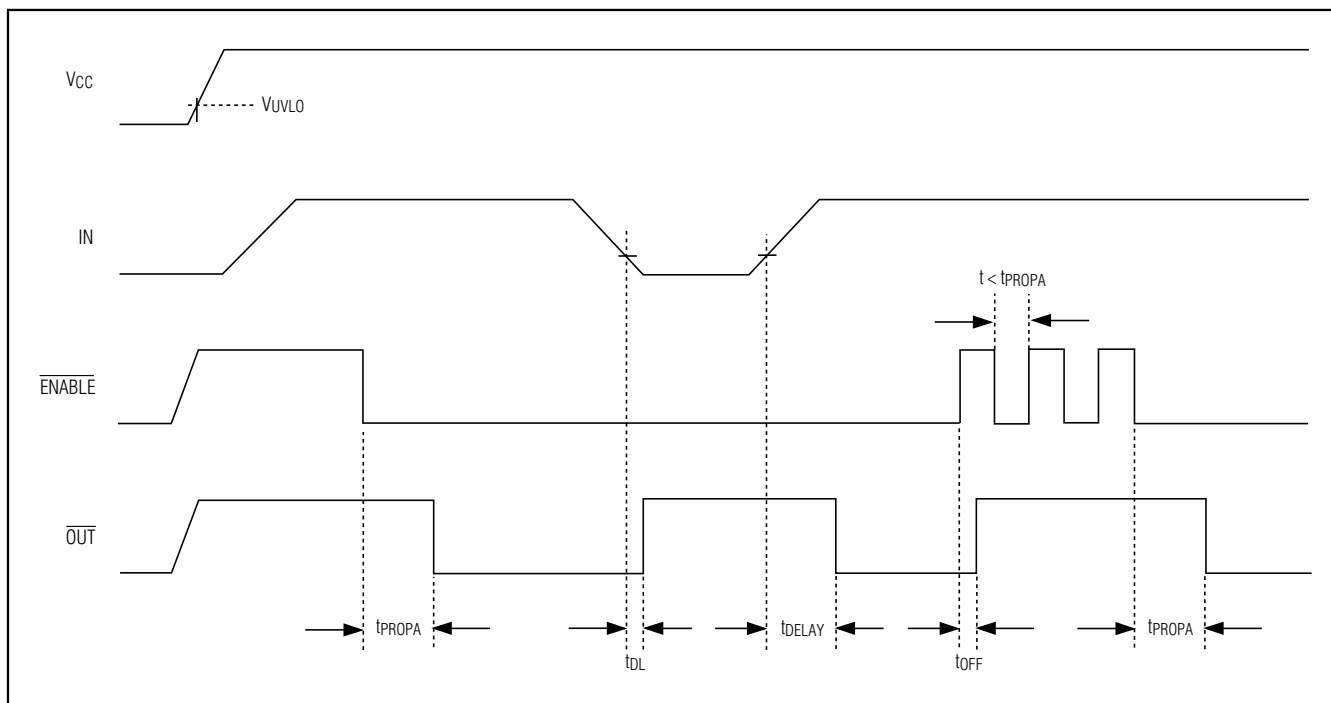 VCC
VUVLO
IN
t < tPROPA
ENABLE
OUT
tPROPA
tDL
tDELAY
tOFF
tPROPA